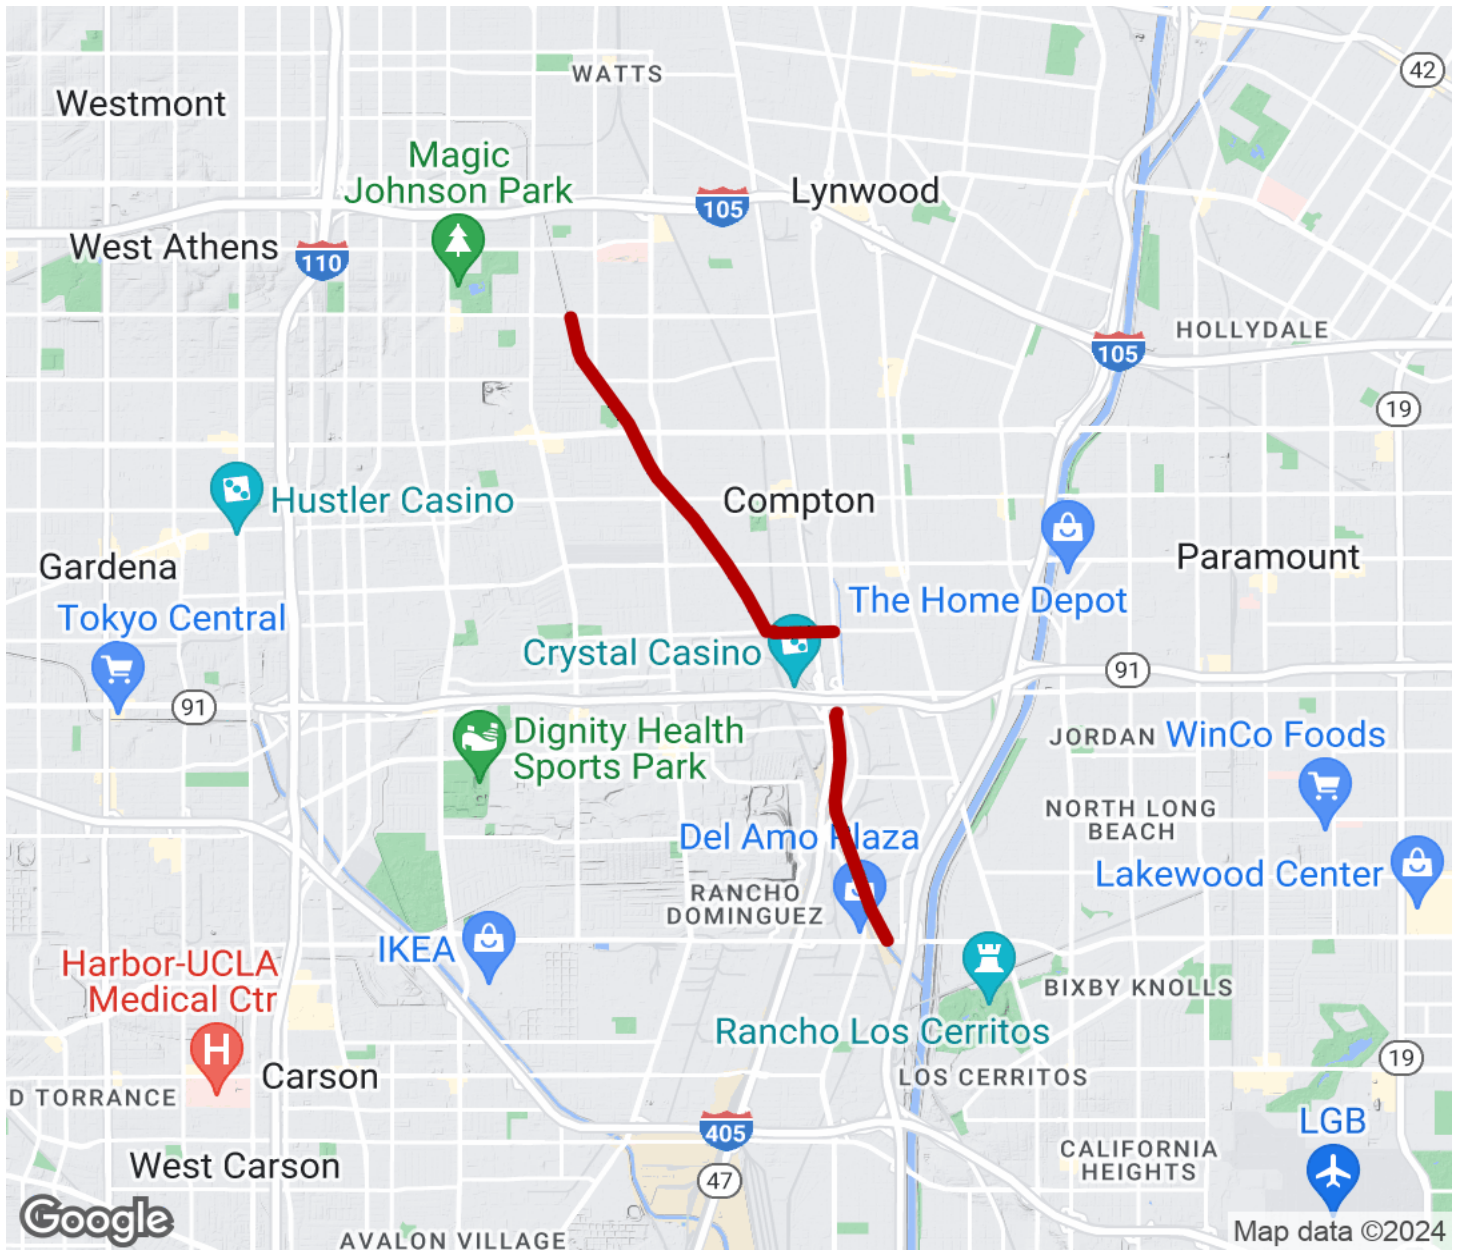 WATTS
42
Westmont
Magic
Johnson Park
105
Lynwood
West Athens
110
HOLLYDALE
105
19
Hustler Casino
Compton
Gardena
Paramount
Tokyo Central
The Home Depot
Crystal Casino
91
91
Dignity Health
Sports Park
JORDAN
WinCo Foods
NORTH LONG
BEACH
Del Amo Plaza
Lakewood Center
RANCHO
DOMINGUEZ
IKEA
Harbor-UCLA
Medical Ctr
H
BIXBY KNOLLS
Rancho Los Cerritos
19
Carson
LOS CERRITOS
D TORRANCE
405
LGB
West Carson
CALIFORNIA
HEIGHTS
47
Google
AVALON VILLAGE
Map data ©2024